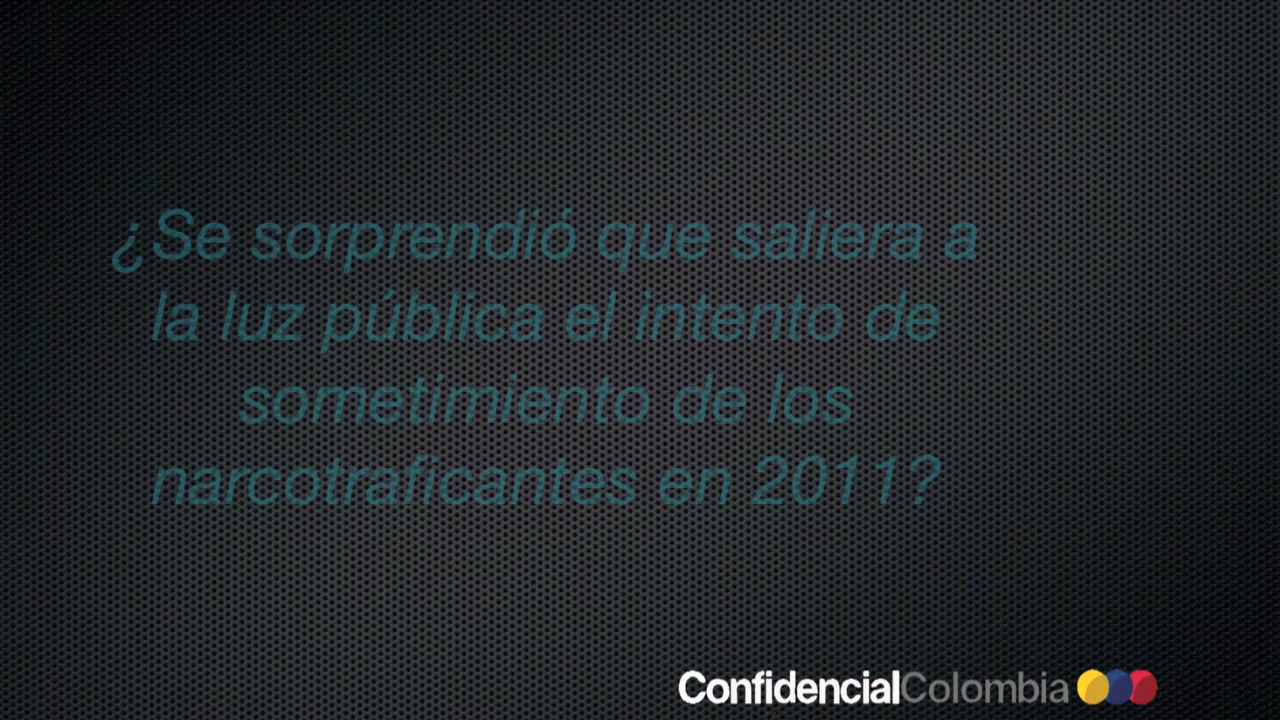 ¿Se sorprendió que saliera a
la luz pública el intento de
sometimiento de los
narcotraficantes en 2011?
ConfidencialColombia